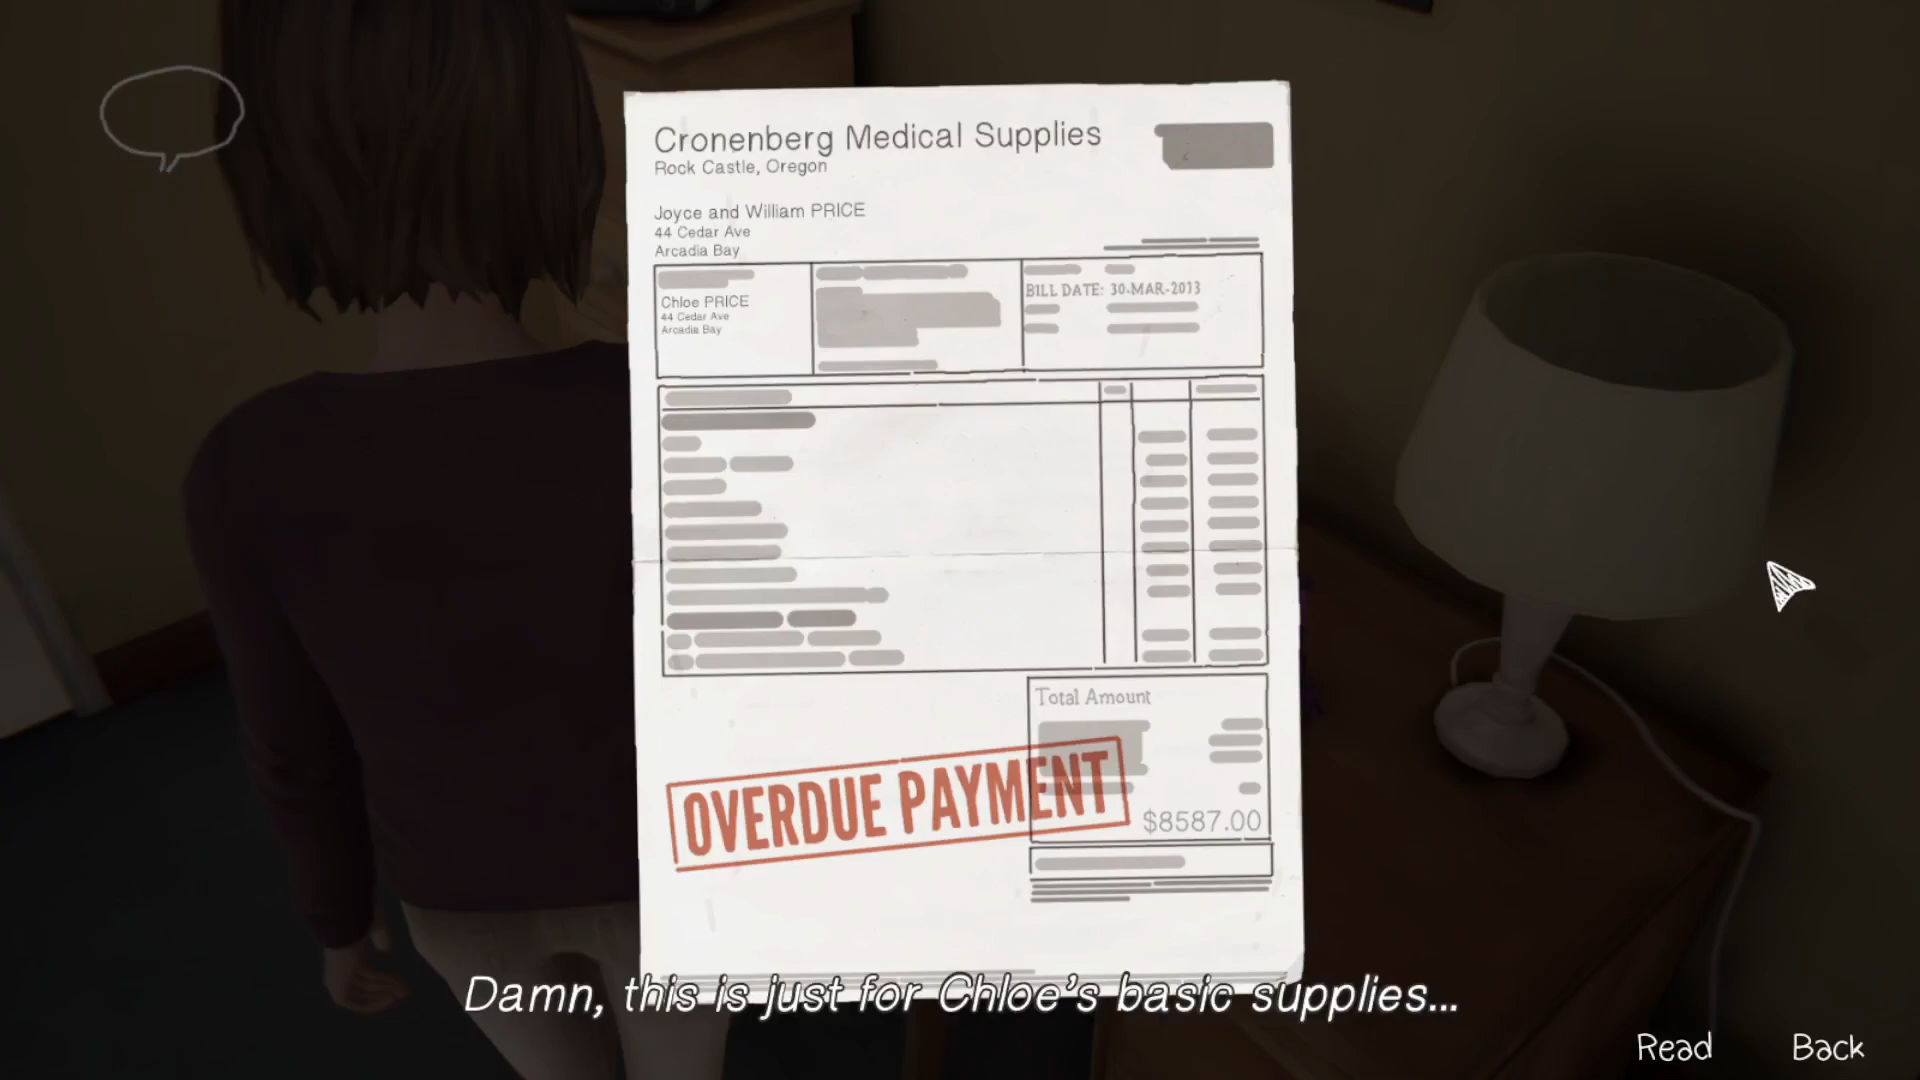 Cronenberg Medical Supplies
Rock Castle, Oregon
Joyce and William PRICE
44 Cedar Ave
Arcadia Bay
Chloe PRICE
44 Cedar Ave
Arcadia Bay
BILL DATE: 30-MAR-2013
Total Amount
OVERDUE PAYMENT
$8587.00
Damn, this is just for Chloe's basic supplies...
Read
Back